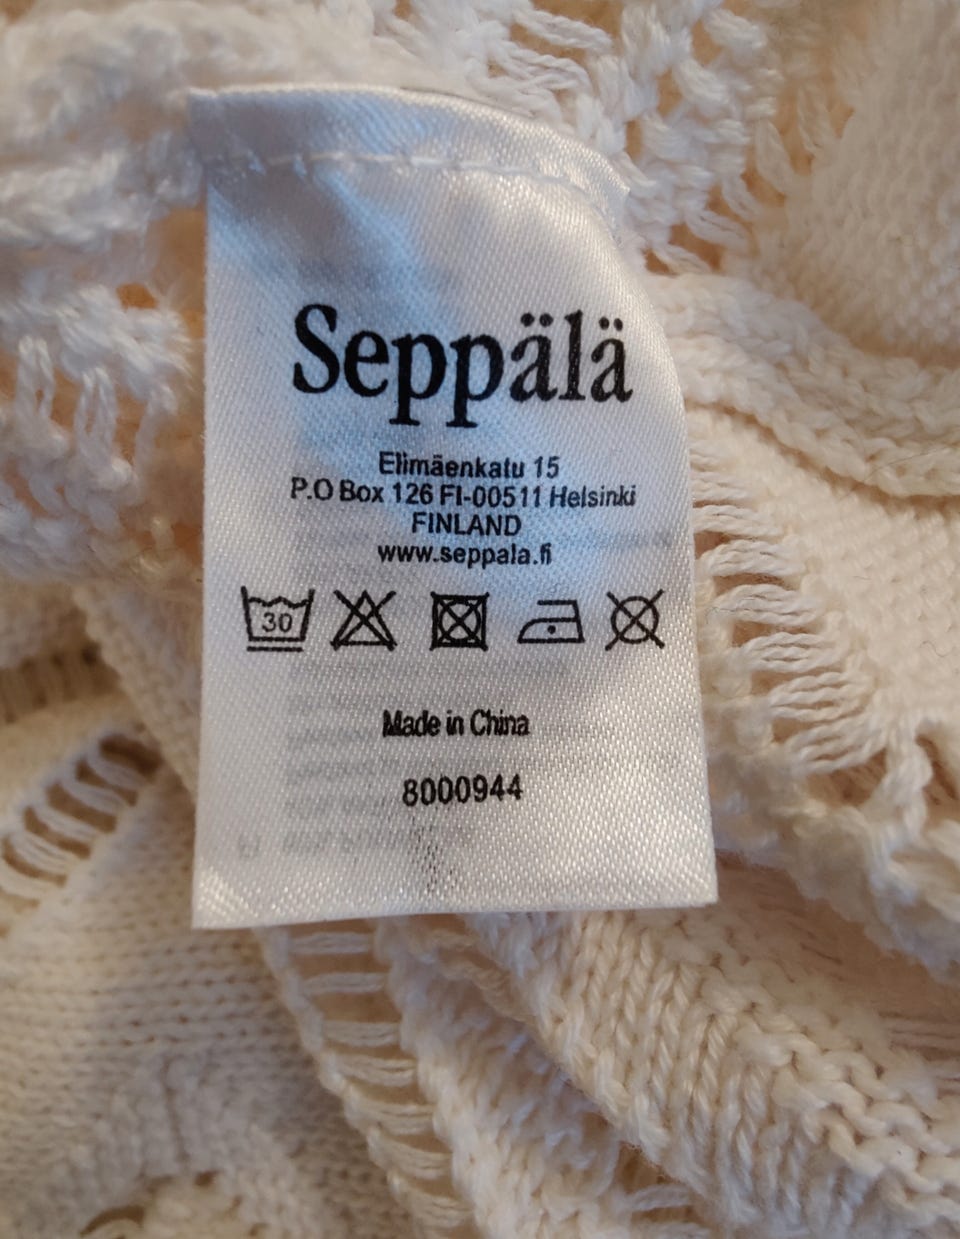 Seppälä
Elimäenkatu 15
P.O Box 126 FI-00511 Helsinki
FINLAND
www.seppala.fi
30
Made in China
8000944